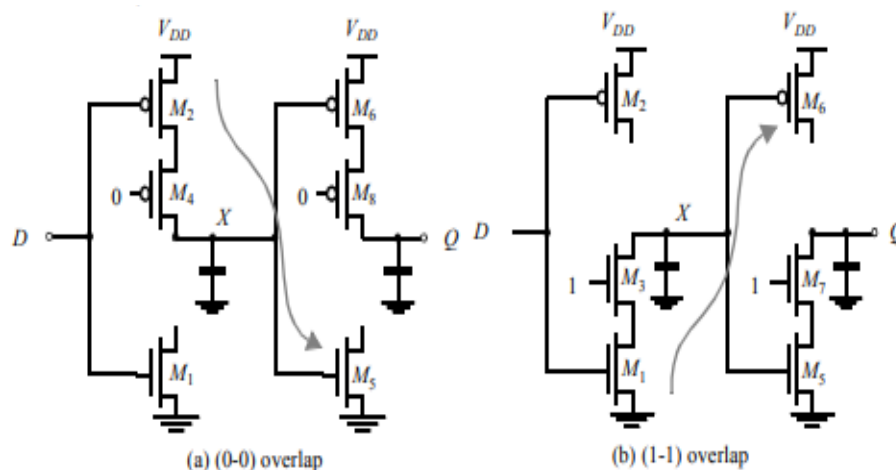 V_DD V_DD V_DD V_DD
M_2 M_6 M_2 M_6
0 M_4 0 M_8
X X
D Q D Q
1 M_3 1 M_7
M_1 M_5 M_1 M_5
(a) (0-0) overlap
(b) (1-1) overlap